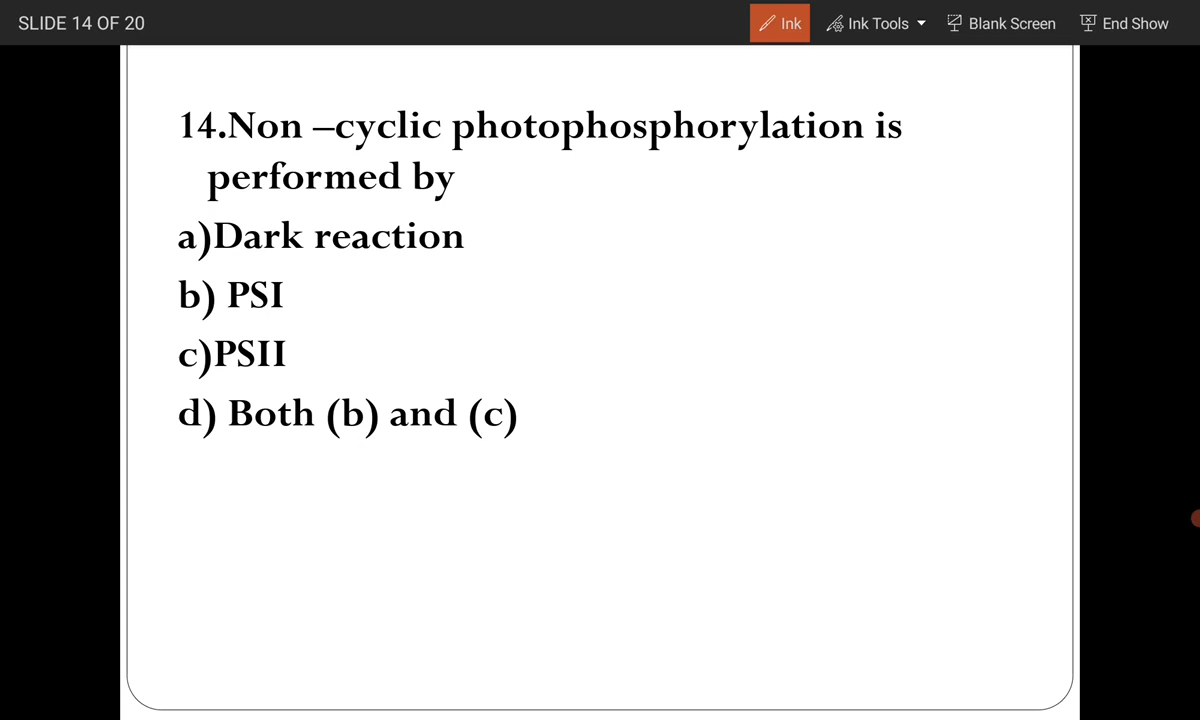 SLIDE 14 OF 20
Ink
Ink Tools
Blank Screen
End Show
14.Non –cyclic photophosphorylation is
performed by
a)Dark reaction
b) PSI
c)PSII
d) Both (b) and (c)